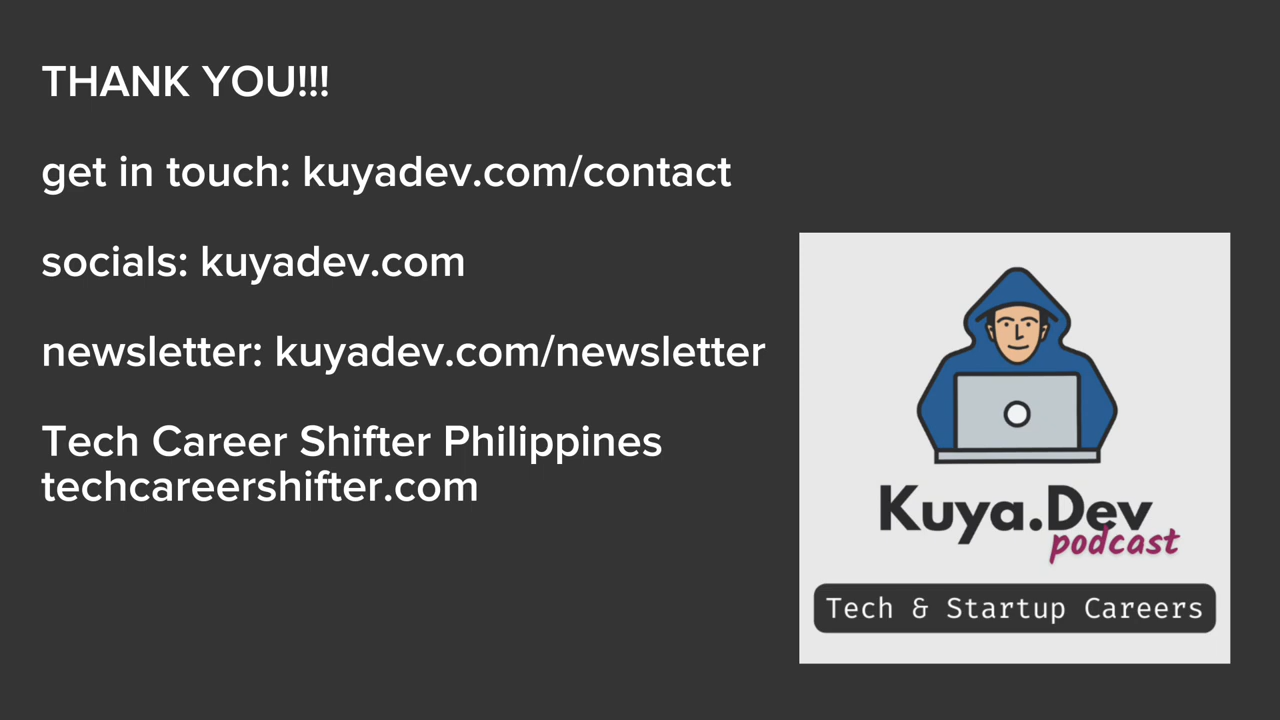 THANK YOU!!!
get in touch: kuyadev.com/contact
socials: kuyadev.com
newsletter: kuyadev.com/newsletter
Tech Career Shifter Philippines
techcareershifter.com
Kuya.Dev
podcast
Tech & Startup Careers